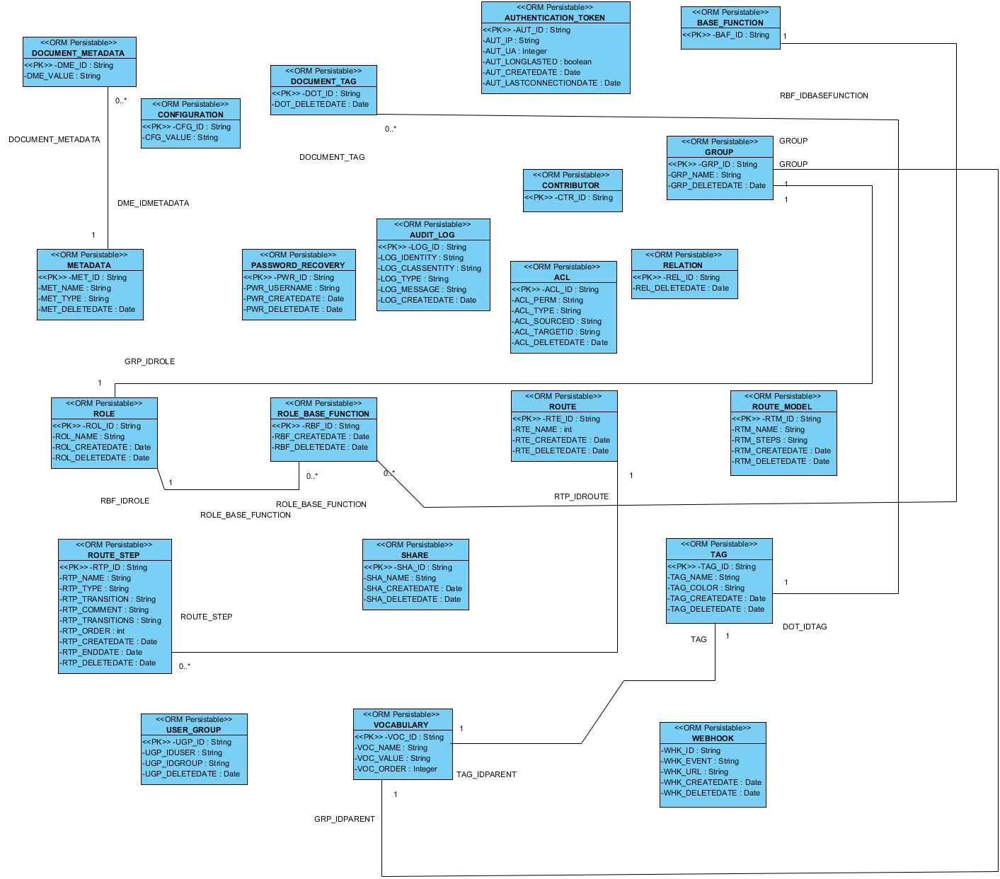 <<ORM Persistable>>
AUTHENTICATION_TOKEN
<<PK>> -AUT_ID : String
-AUT_IP : String
-AUT_UA : Integer
-AUT_LONGLASTED : boolean
-AUT_CREATEDATE : Date
-AUT_LASTCONNECTIONDATE : Date
<<ORM Persistable>>
BASE_FUNCTION
<<PK>> -BAF_ID : String
1
RBF_IDBASEFUNCTION
<<ORM Persistable>>
DOCUMENT_METADATA
<<PK>> -DME_ID : String
-DME_VALUE : String
0..*
DOCUMENT_METADATA
<<ORM Persistable>>
CONFIGURATION
<<PK>> -CFG_ID : String
-CFG_VALUE : String
<<ORM Persistable>>
DOCUMENT_TAG
<<PK>> -DOT_ID : String
-DOT_DELETEDATE : Date
0..*
DOCUMENT_TAG
<<ORM Persistable>>
GROUP
<<PK>> -GRP_ID : String
-GRP_NAME : String
-GRP_DELETEDATE : Date
GROUP
GROUP
1
1
<<ORM Persistable>>
CONTRIBUTOR
<<PK>> -CTR_ID : String
DME_IDMETADATA
1
<<ORM Persistable>>
METADATA
<<PK>> -MET_ID : String
-MET_NAME : String
-MET_TYPE : String
-MET_DELETEDATE : Date
<<ORM Persistable>>
PASSWORD_RECOVERY
<<PK>> -PWR_ID : String
-PWR_USERNAME : String
-PWR_CREATEDATE : Date
-PWR_DELETEDATE : Date
<<ORM Persistable>>
AUDIT_LOG
<<PK>> -LOG_ID : String
-LOG_IDENTITY : String
-LOG_CLASSENTITY : String
-LOG_TYPE : String
-LOG_MESSAGE : String
-LOG_CREATEDATE : Date
<<ORM Persistable>>
ACL
<<PK>> -ACL_ID : String
-ACL_PERM : String
-ACL_TYPE : String
-ACL_SOURCEID : String
-ACL_TARGETID : String
-ACL_DELETEDATE : Date
<<ORM Persistable>>
RELATION
<<PK>> -REL_ID : String
-REL_DELETEDATE : Date
GRP_IDROLE
1
<<ORM Persistable>>
ROLE
<<PK>> -ROL_ID : String
-ROL_NAME : String
-ROL_CREATEDATE : Date
-ROL_DELETEDATE : Date
1
RBF_IDROLE
<<ORM Persistable>>
ROLE_BASE_FUNCTION
<<PK>> -RBF_ID : String
-RBF_CREATEDATE : Date
-RBF_DELETEDATE : Date
0..*
0..*
ROLE_BASE_FUNCTION
ROLE_BASE_FUNCTION
<<ORM Persistable>>
ROUTE
<<PK>> -RTE_ID : String
-RTE_NAME : int
-RTE_CREATEDATE : Date
-RTE_DELETEDATE : Date
1
RTP_IDROUTE
<<ORM Persistable>>
ROUTE_MODEL
<<PK>> -RTM_ID : String
-RTM_NAME : String
-RTM_STEPS : String
-RTM_CREATEDATE : Date
-RTM_DELETEDATE : Date
<<ORM Persistable>>
ROUTE_STEP
<<PK>> -RTP_ID : String
-RTP_NAME : String
-RTP_TYPE : String
-RTP_TRANSITION : String
-RTP_COMMENT : String
-RTP_TRANSITIONS : String
-RTP_ORDER : int
-RTP_CREATEDATE : Date
-RTP_ENDDATE : Date
-RTP_DELETEDATE : Date
ROUTE_STEP
0..*
<<ORM Persistable>>
SHARE
<<PK>> -SHA_ID : String
-SHA_NAME : String
-SHA_CREATEDATE : Date
-SHA_DELETEDATE : Date
<<ORM Persistable>>
TAG
<<PK>> -TAG_ID : String
-TAG_NAME : String
-TAG_COLOR : String
-TAG_CREATEDATE : Date
-TAG_DELETEDATE : Date
1
DOT_IDTAG
TAG
1
<<ORM Persistable>>
USER_GROUP
<<PK>> -UGP_ID : String
-UGP_IDUSER : String
-UGP_IDGROUP : String
-UGP_DELETEDATE : Date
<<ORM Persistable>>
VOCABULARY
<<PK>> -VOC_ID : String
-VOC_NAME : String
-VOC_VALUE : String
-VOC_ORDER : Integer
1
TAG_IDPARENT
1
GRP_IDPARENT
<<ORM Persistable>>
WEBHOOK
-WHK_ID : String
-WHK_EVENT : String
-WHK_URL : String
-WHK_CREATEDATE : Date
-WHK_DELETEDATE : Date